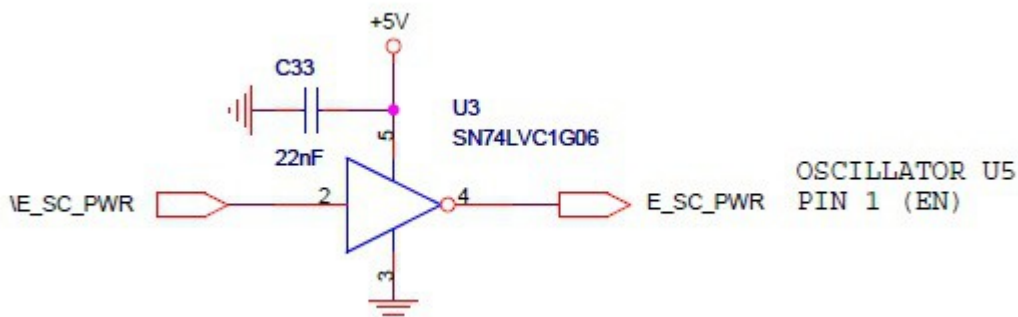 +5V
C33
22nF
5
U3
SN74LVC1G06
\E_SC_PWR
2
4
E_SC_PWR
3
OSCILLATOR U5
PIN 1 (EN)